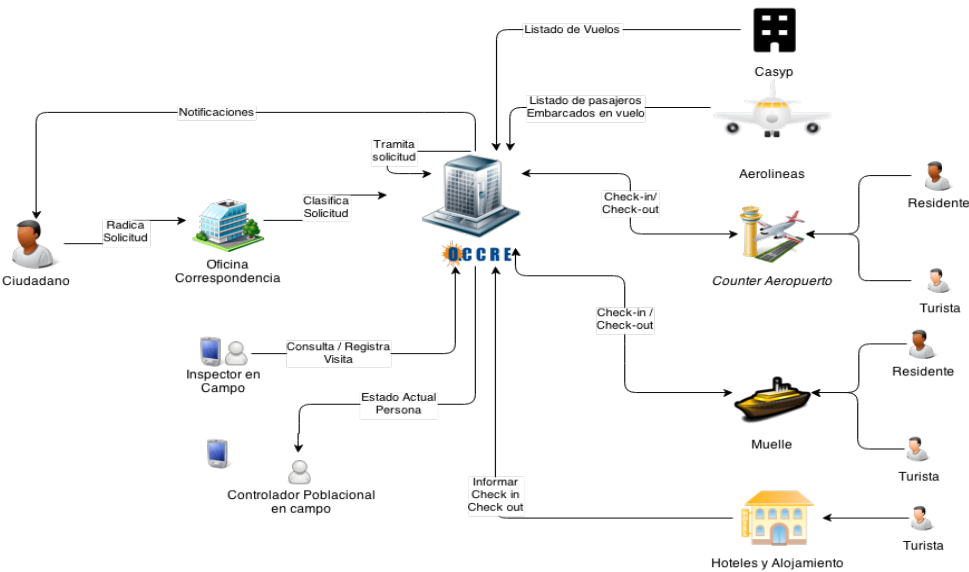 Listado de Vuelos
Casyp
Listado de pasajeros
Embarcados en vuelo
Notificaciones
Tramita
solicitud
Aerolineas
Check-in/
Check-out
Residente
Clasifica
Solicitud
Radica
Solicitud
Oficina
Correspondencia
Ciudadano
OCCRE
Counter Aeropuerto
Turista
Check-in /
Check-out
Consulta / Registra
Visita
Inspector en
Campo
Residente
Estado Actual
Persona
Muelle
Turista
Controlador Poblacional
en campo
Informar
Check in
Check out
Turista
Hoteles y Alojamiento